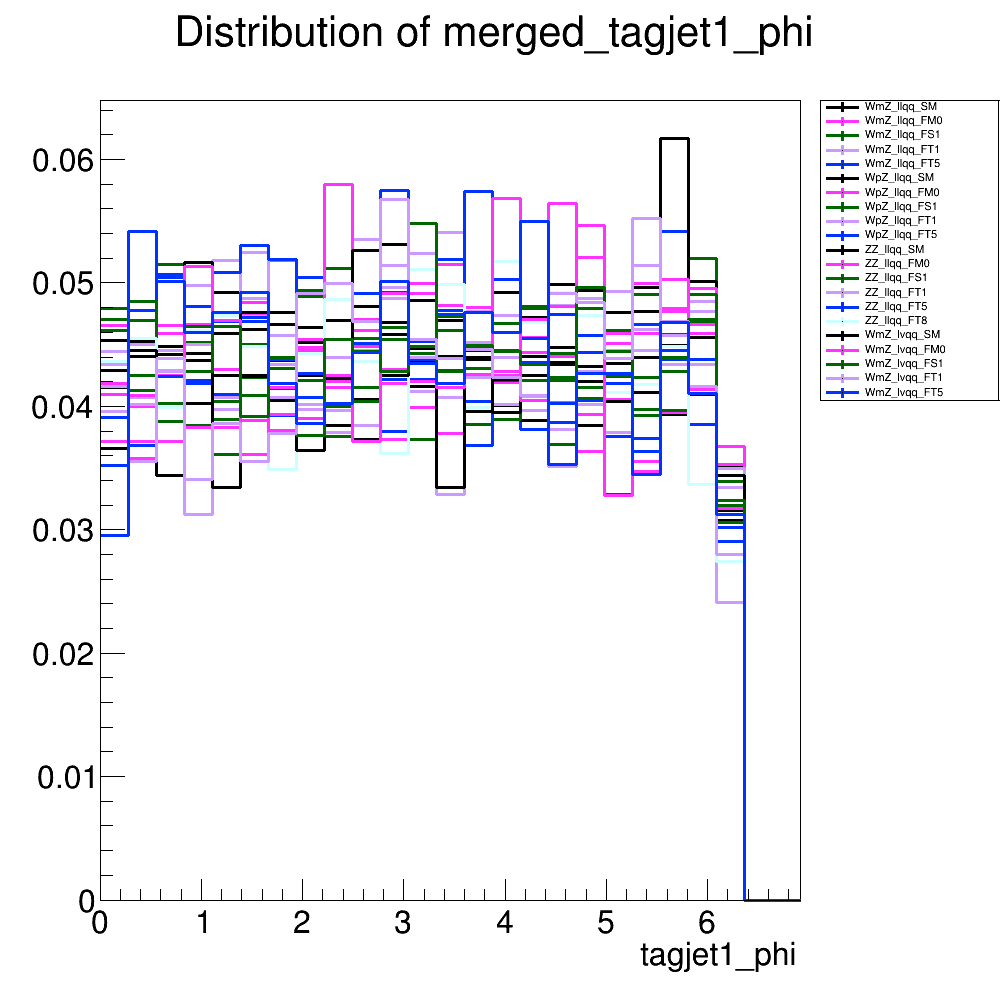 Distribution of merged_tagjet1_phi
0.06
0.05
0.04
0.03
0.02
0.01
0
0 1 2 3 4 5 6
tagjet1_phi
WmZ_llqq_SM
WmZ_llqq_FM0
WmZ_llqq_FS1
WmZ_llqq_FT1
WmZ_llqq_FT5
WpZ_llqq_SM
WpZ_llqq_FM0
WpZ_llqq_FS1
WpZ_llqq_FT1
WpZ_llqq_FT5
ZZ_llqq_SM
ZZ_llqq_FM0
ZZ_llqq_FS1
ZZ_llqq_FT1
ZZ_llqq_FT5
ZZ_llqq_FT8
WmZ_lvqq_SM
WmZ_lvqq_FM0
WmZ_lvqq_FS1
WmZ_lvqq_FT1
WmZ_lvqq_FT5